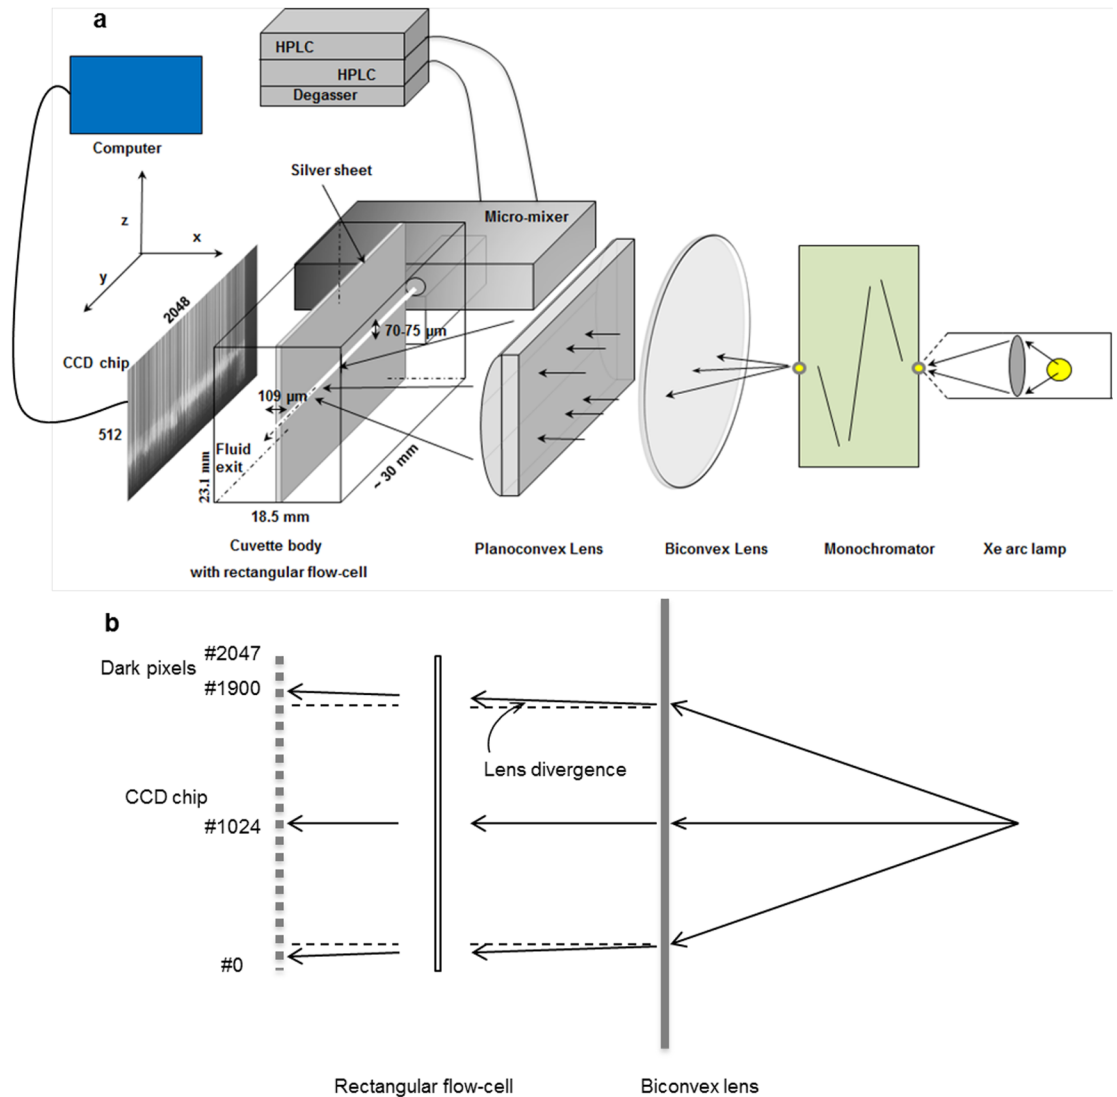 a
HPLC
HPLC
Degasser
Computer
Silver sheet
Micro-mixer
z
x
y
2048
CCD chip
512
70-75 µm
109 µm
Fluid
exit
23.1 mm
~ 30 mm
18.5 mm
Cuvette body
with rectangular flow-cell
Planoconvex Lens
Biconvex Lens
Monochromator
Xe arc lamp
b
#2047
Dark pixels
#1900
Lens divergence
CCD chip
#1024
#0
Rectangular flow-cell
Biconvex lens